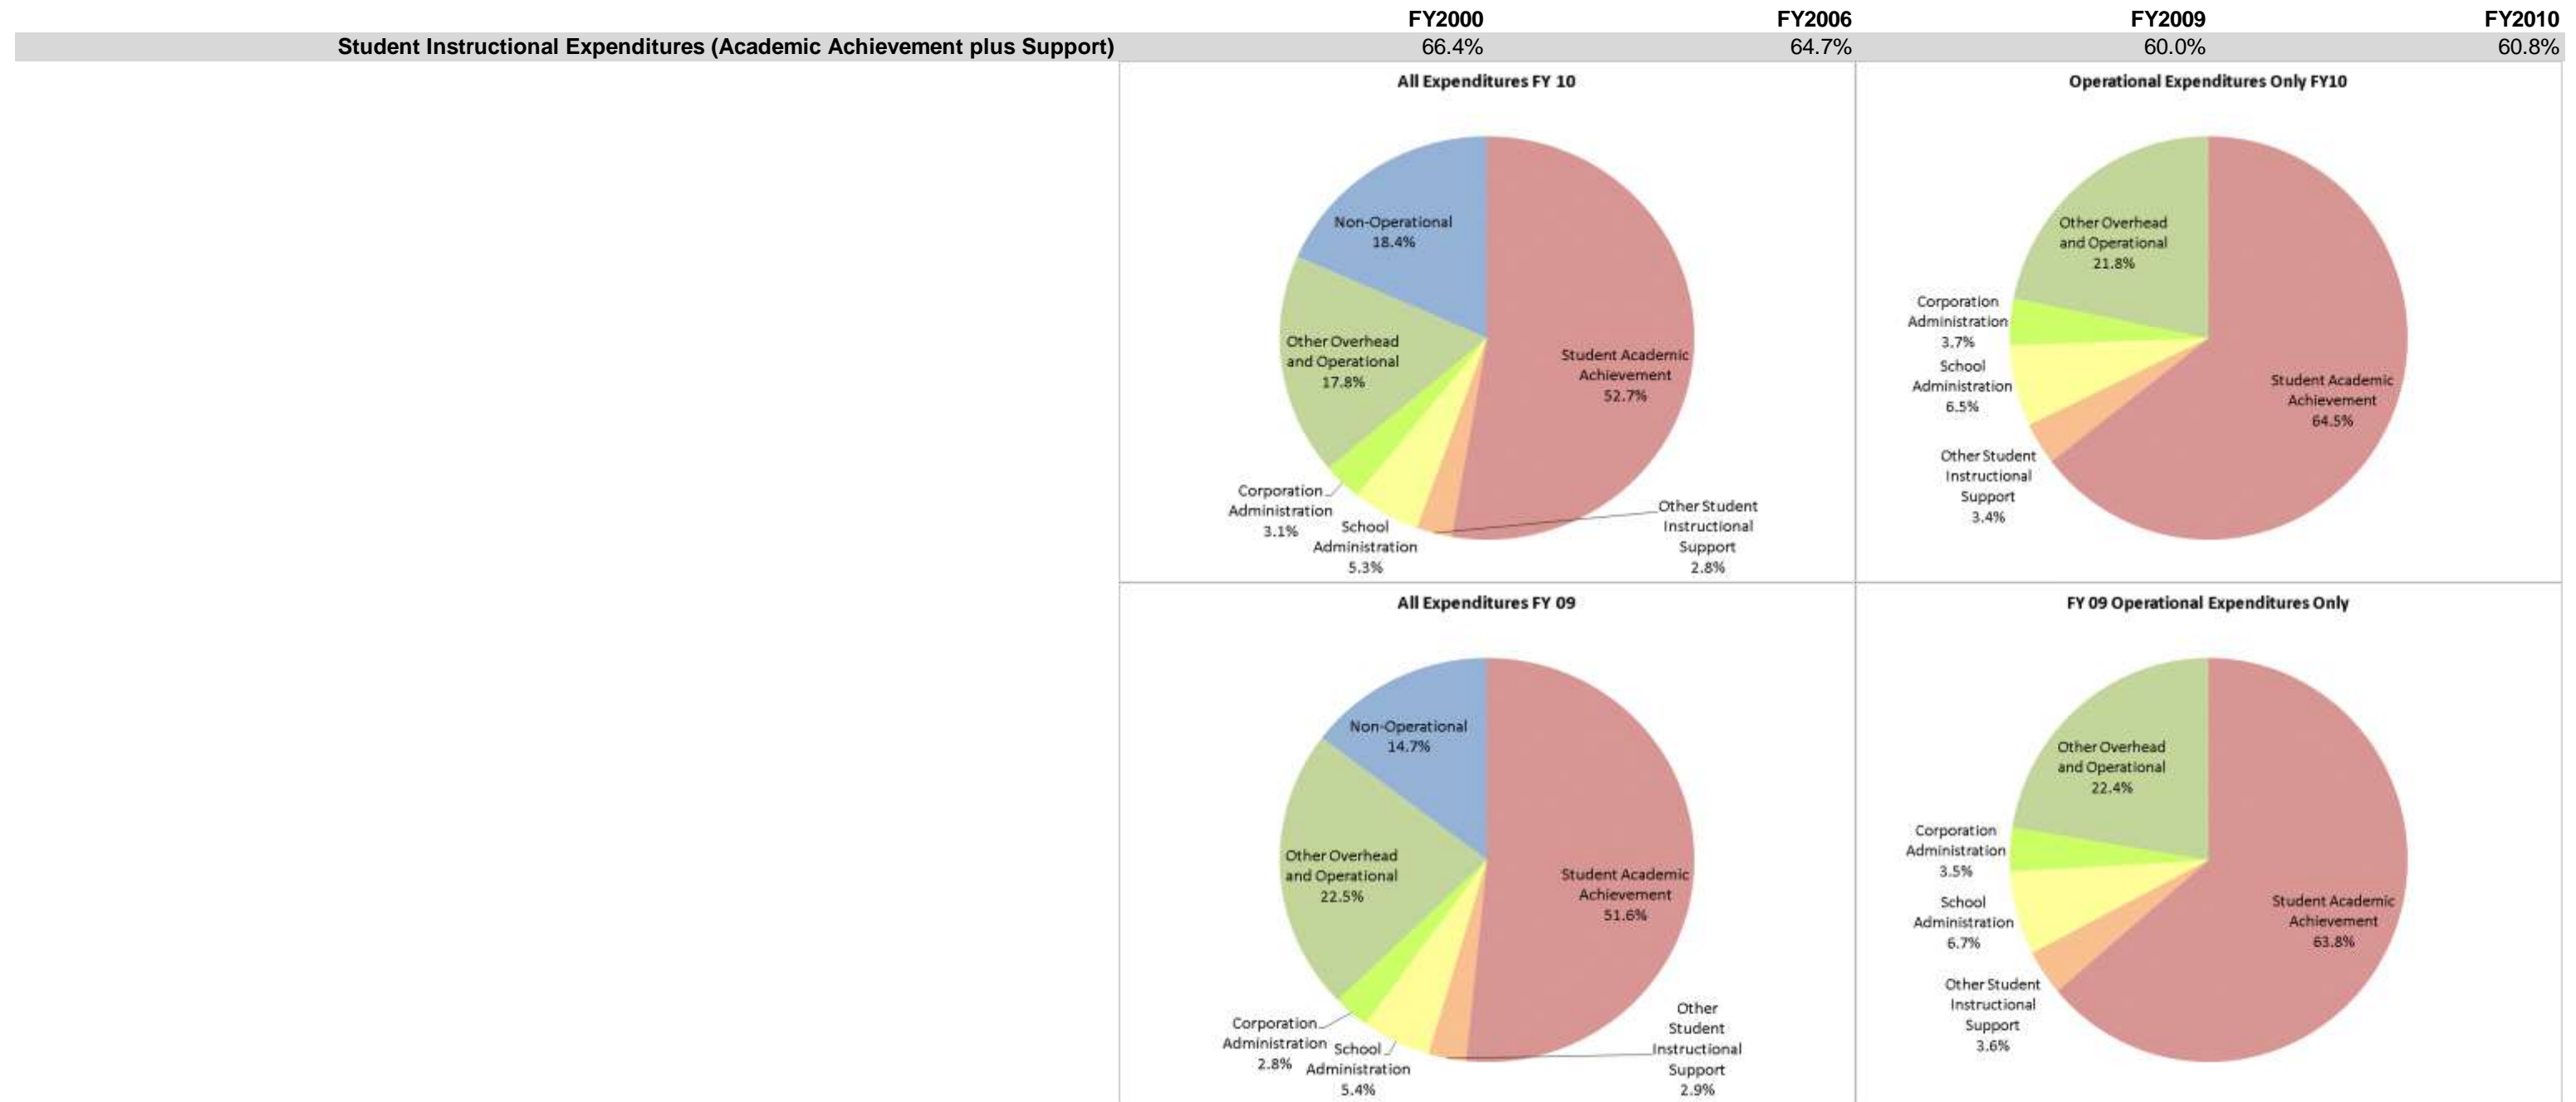 FY2000 FY2006 FY2009 FY2010
Student Instructional Expenditures (Academic Achievement plus Support) 66.4% 64.7% 60.0% 60.8%
All Expenditures FY 10
Non-Operational
18.4%
Other Overhead
and Operational
17.8%
Student Academic
Achievement
52.7%
Corporation
Administration
3.1%
School
Administration
5.3%
Other Student
Instructional
Support
2.8%
Operational Expenditures Only FY10
Other Overhead
and Operational
21.8%
Corporation
Administration
3.7%
School
Administration
6.5%
Student Academic
Achievement
64.5%
Other Student
Instructional
Support
3.4%
All Expenditures FY 09
Non-Operational
14.7%
Other Overhead
and Operational
22.5%
Student Academic
Achievement
51.6%
Corporation
Administration
2.8%
School
Administration
5.4%
Other
Student
Instructional
Support
2.9%
FY 09 Operational Expenditures Only
Other Overhead
and Operational
22.4%
Corporation
Administration
3.5%
School
Administration
6.7%
Student Academic
Achievement
63.8%
Other Student
Instructional
Support
3.6%